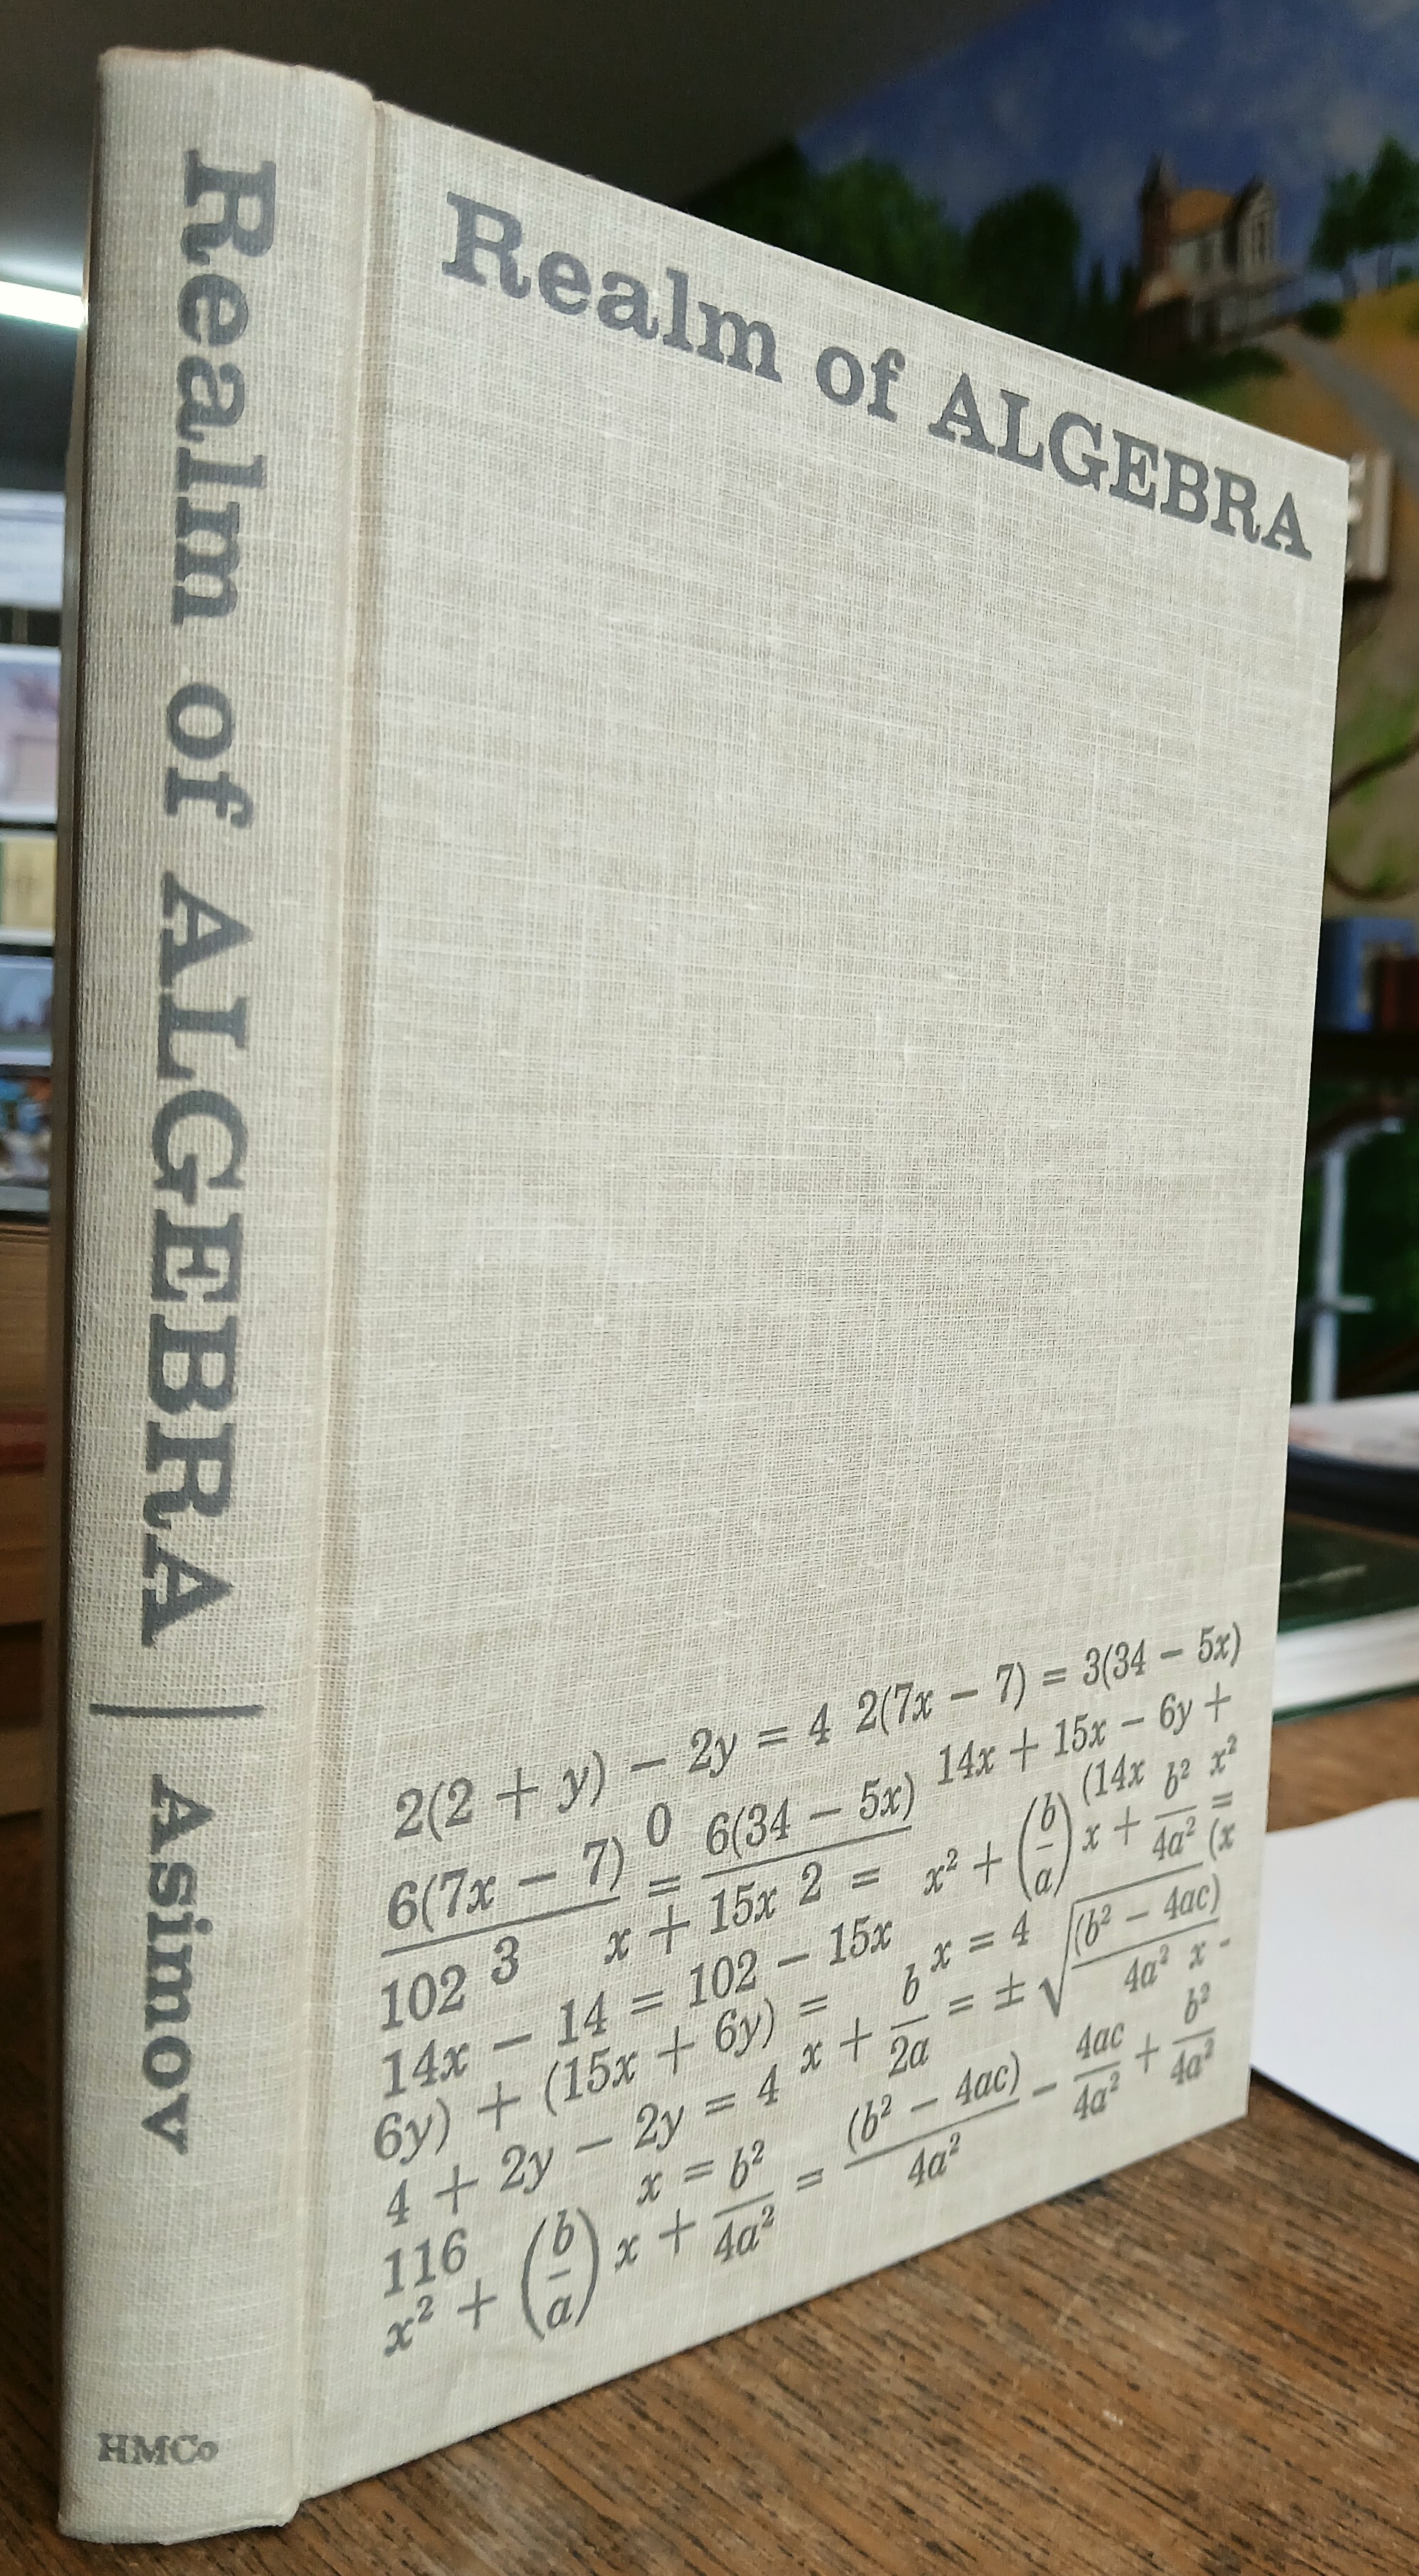 Realm of ALGEBRA | Asimov
HMCo
Realm of ALGEBRA
2(2 + y) − 2y = 4 2(7x − 7) = 3(34 − 5x)
6(7x − 7)/3 0 = 6(34 − 5x)/2 14x + 15x − 6y +
102 x + 15x = x² + (b/a) x + b²/4a² (14x x² =
14x − 14 = 102 − 15x x = 4 (x
6y) + (15x + 6y) = x + b/2a = ± √(b² − 4ac)/4a² x -
4 + 2y − 2y = 4 (b² − 4ac)/4a² − 4ac/4a² + b²/4a²
116 x = b²
x² + (b/a) x + b²/4a² =